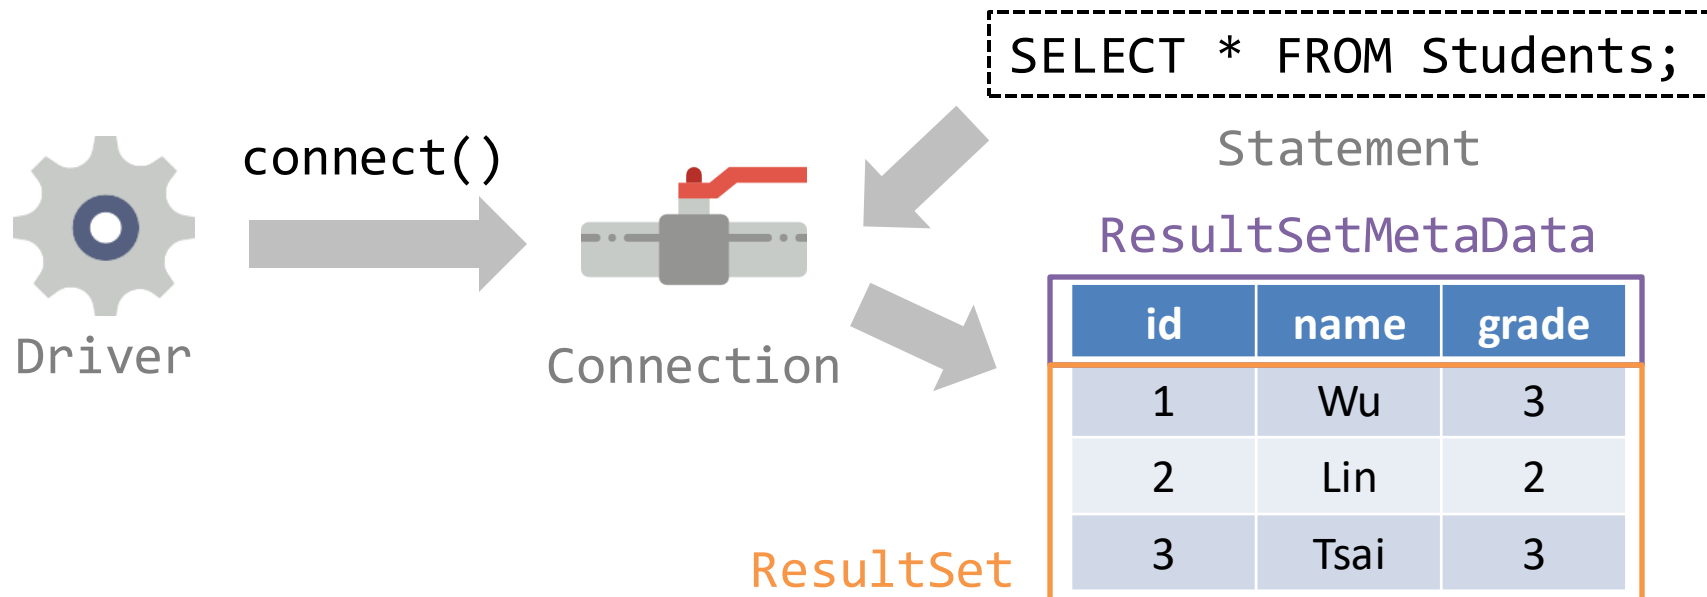 SELECT * FROM Students;
connect()
Statement
ResultSetMetaData
Driver
Connection
id name grade
1 Wu 3
2 Lin 2
3 Tsai 3
ResultSet